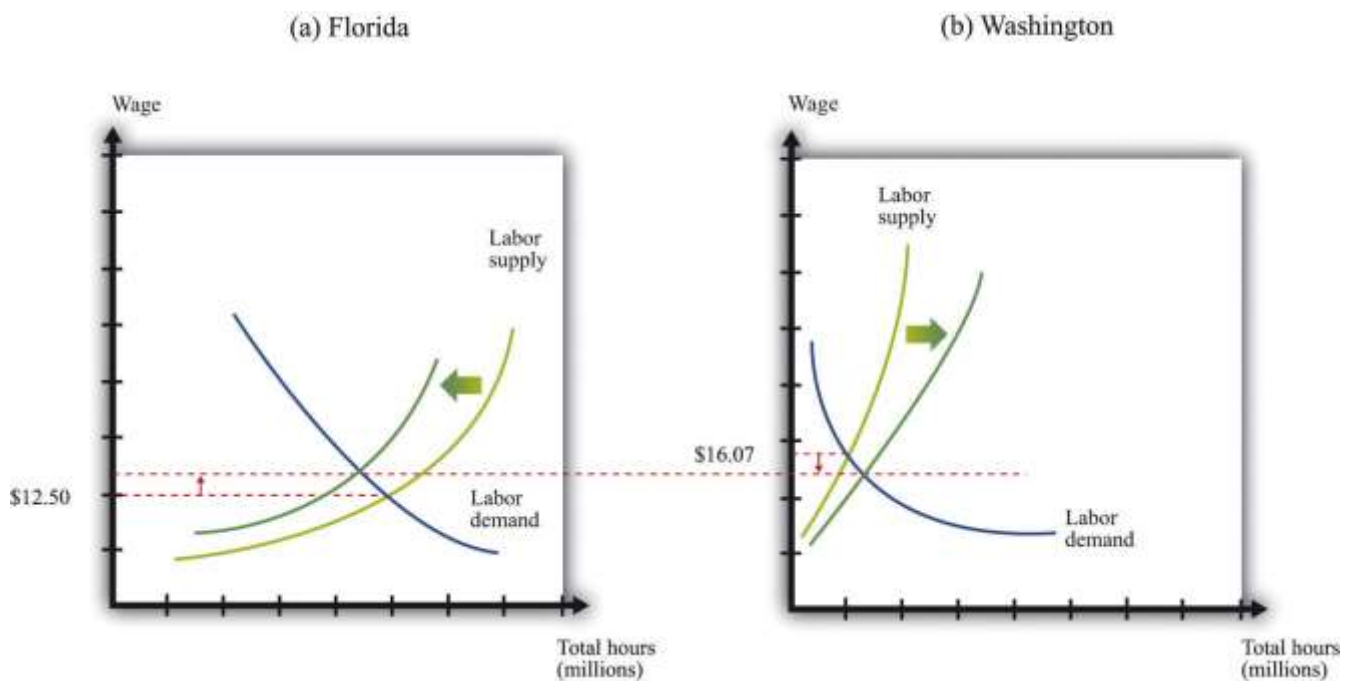 (a) Florida
Wage
Labor
supply
$12.50
Labor
demand
Total hours
(millions)
(b) Washington
Wage
Labor
supply
$16.07
Labor
demand
Total hours
(millions)